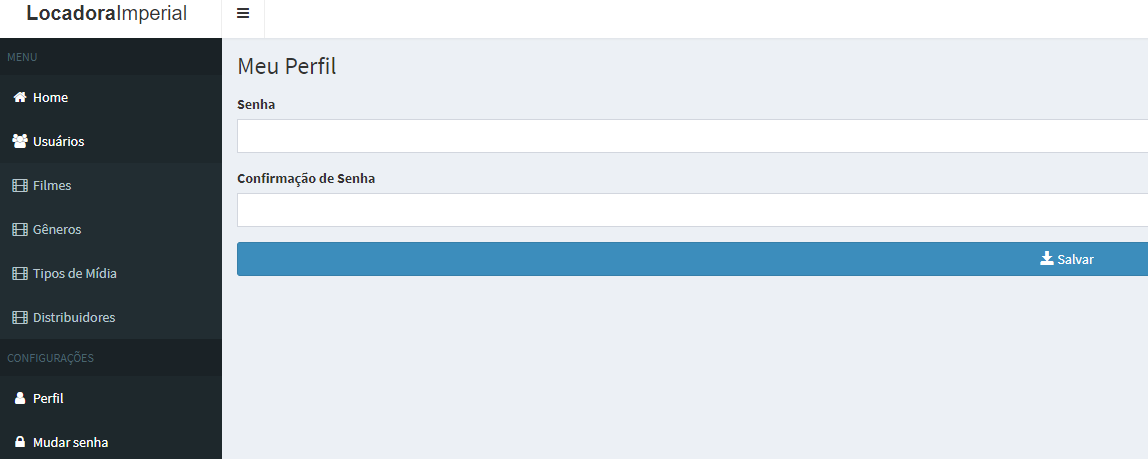 LocadoraImperial
MENU
Home
Usuários
Filmes
Gêneros
Tipos de Mídia
Distribuidores
CONFIGURAÇÕES
Perfil
Mudar senha
Meu Perfil
Senha
Confirmação de Senha
Salvar